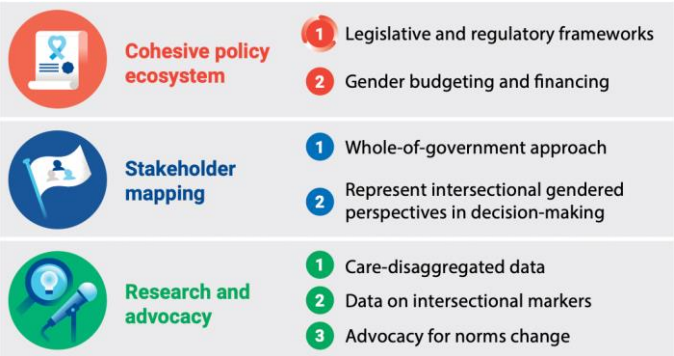 Cohesive policy
ecosystem
1 Legislative and regulatory frameworks
2 Gender budgeting and financing
Stakeholder
mapping
1 Whole-of-government approach
2 Represent intersectional gendered
perspectives in decision-making
Research and
advocacy
1 Care-disaggregated data
2 Data on intersectional markers
3 Advocacy for norms change